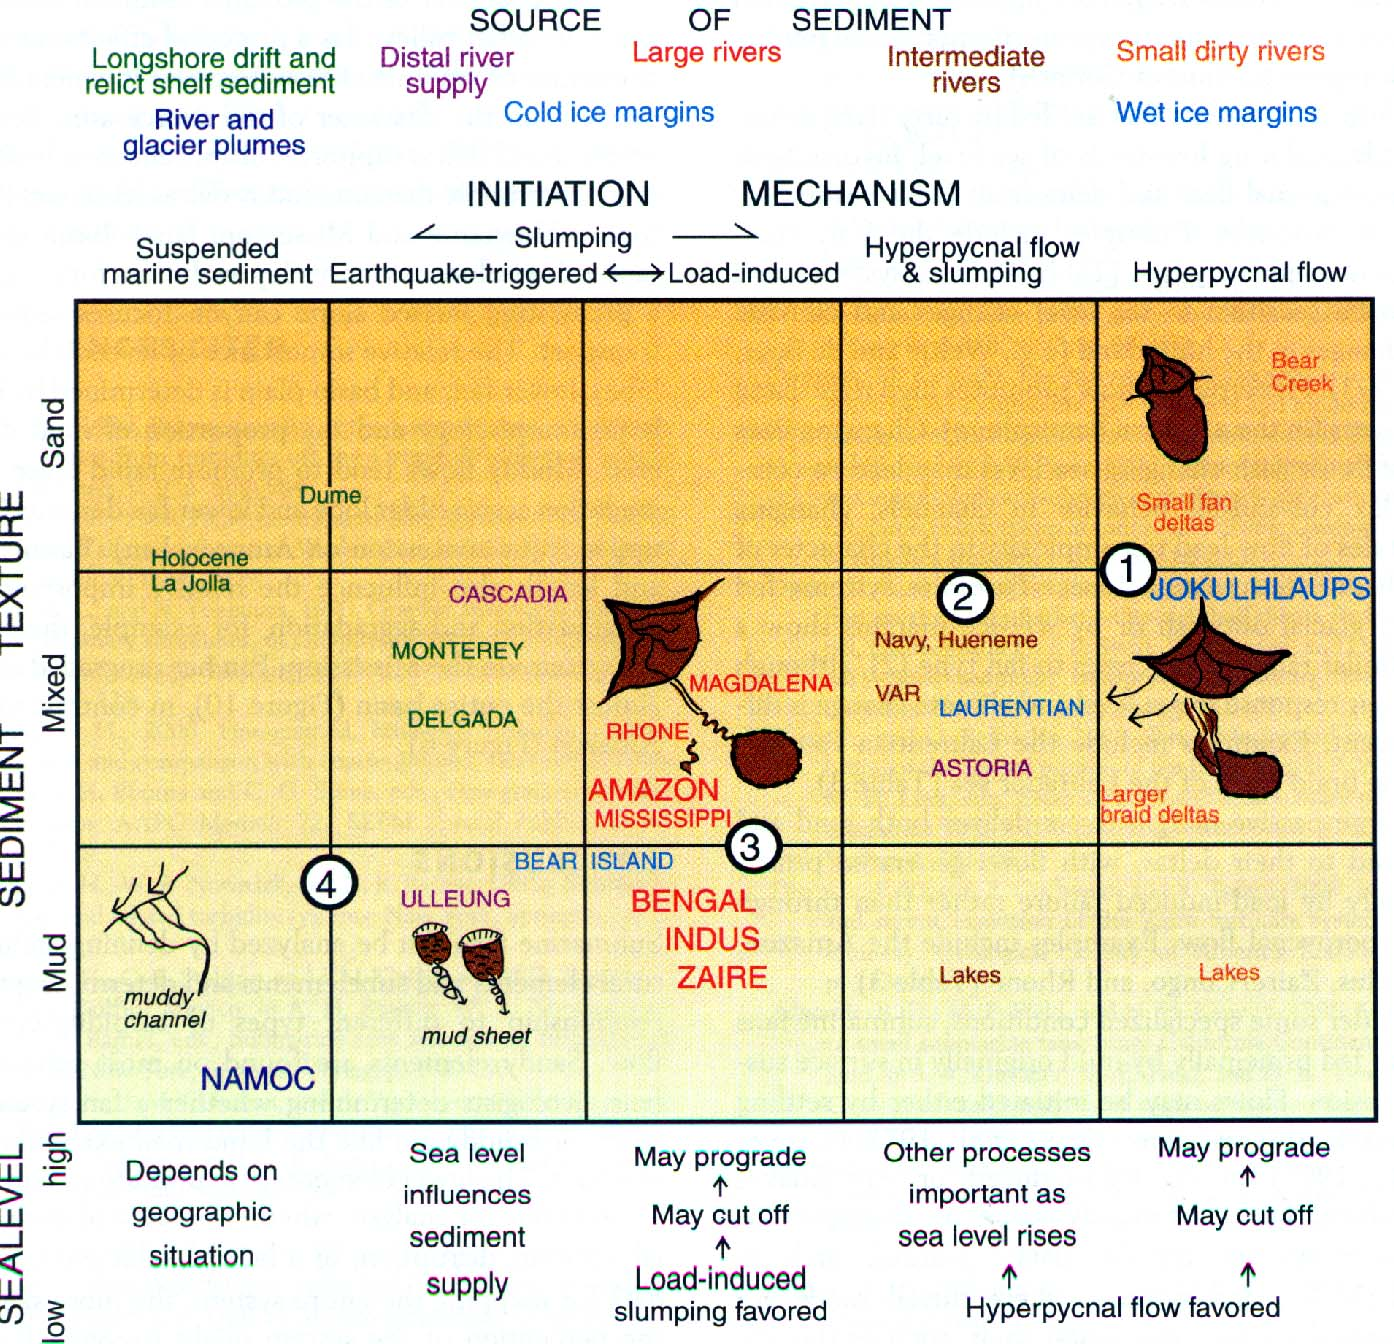 SOURCE OF SEDIMENT
Longshore drift and
relict shelf sediment
River and
glacier plumes
Distal river
supply
Cold ice margins
Large rivers
Intermediate
rivers
Small dirty rivers
Wet ice margins
INITIATION MECHANISM
Suspended
marine sediment
Slumping
Earthquake-triggered
Load-induced
Hyperpycnal flow
& slumping
Hyperpycnal flow
SEDIMENT TEXTURE
Sand
Mixed
Mud
Bear
Creek
Small fan
deltas
Dume
Holocene
La Jolla
1
CASCADIA
MONTEREY
DELGADA
MAGDALENA
RHONE
AMAZON
MISSISSIPPI
2
Navy, Hueneme
VAR
LAURENTIAN
ASTORIA
JOKULHLAUPS
Larger
braid deltas
3
4
BEAR ISLAND
ULLEUNG
mud sheet
muddy
channel
NAMOC
BENGAL
INDUS
ZAIRE
Lakes
Lakes
SEALEVEL
high
low
Depends on
geographic
situation
Sea level
influences
sediment
supply
May prograde
May cut off
Load-induced
slumping favored
Other processes
important as
sea level rises
May prograde
May cut off
Hyperpycnal flow favored